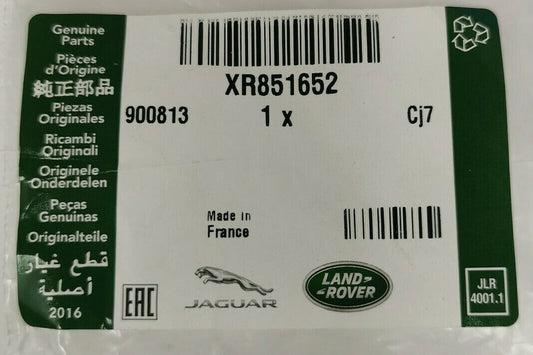 Genuine
Parts
Pièces
d'Origine
純正部品
Piezas
Originales
Ricambi
Originali
Originele
Onderdelen
Peças
Genuínas
Originalteile
قطع غيار
أصلية
2016
XR851652
900813 1 x Cj7
Made in
France
EAC
JAGUAR
LAND-
ROVER
JLR
4001.1